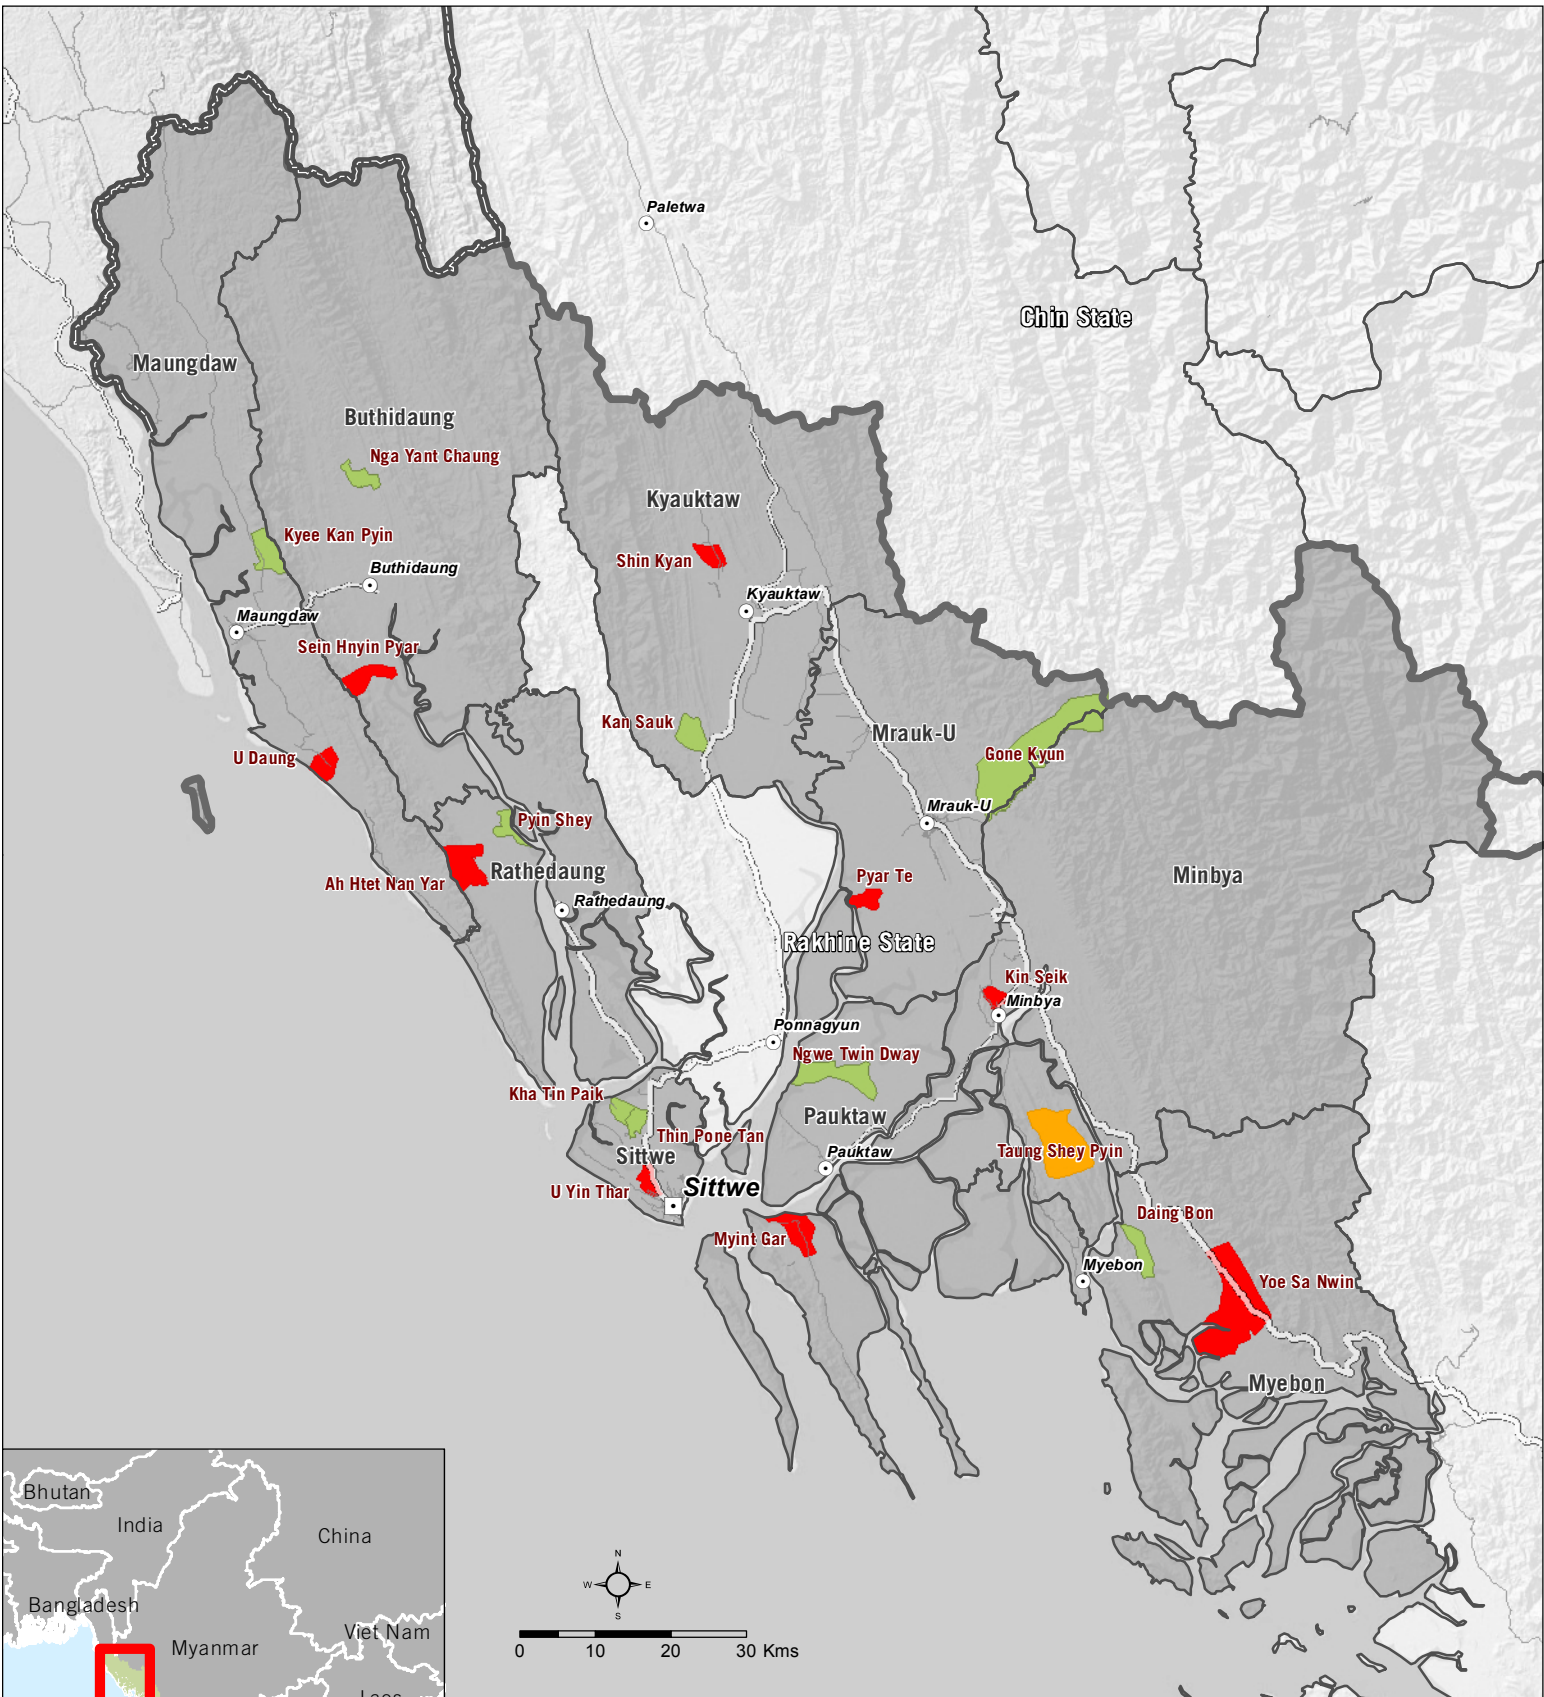 Paletwa
Chin State
Maungdaw
Buthidaung
Nga Yant Chaung
Kyauktaw
Kyee Kan Pyin
Shin Kyan
Buthidaung
Kyauktaw
Maungdaw
Sein Hnyin Pyar
Kan Sauk
Mrauk-U
Gone Kyun
U Daung
Mrauk-U
Pyin Shey
Rathedaung
Ah Htet Nan Yar
Pyar Te
Minbya
Rathedaung
Rakhine State
Kin Seik
Minbya
Ponnagyun
Ngwe Twin Dway
Kha Tin Paik
Pauktaw
Thin Pone Tan
Sittwe
Pauktaw
Taung Shey Pyin
U Yin Thar
Sittwe
Daing Bon
Myint Gar
Myebon
Yoe Sa Nwin
Myebon
Bhutan
India
China
Bangladesh
Viet Nam
Myanmar
Laos
N
W E
S
0 10 20 30 Kms